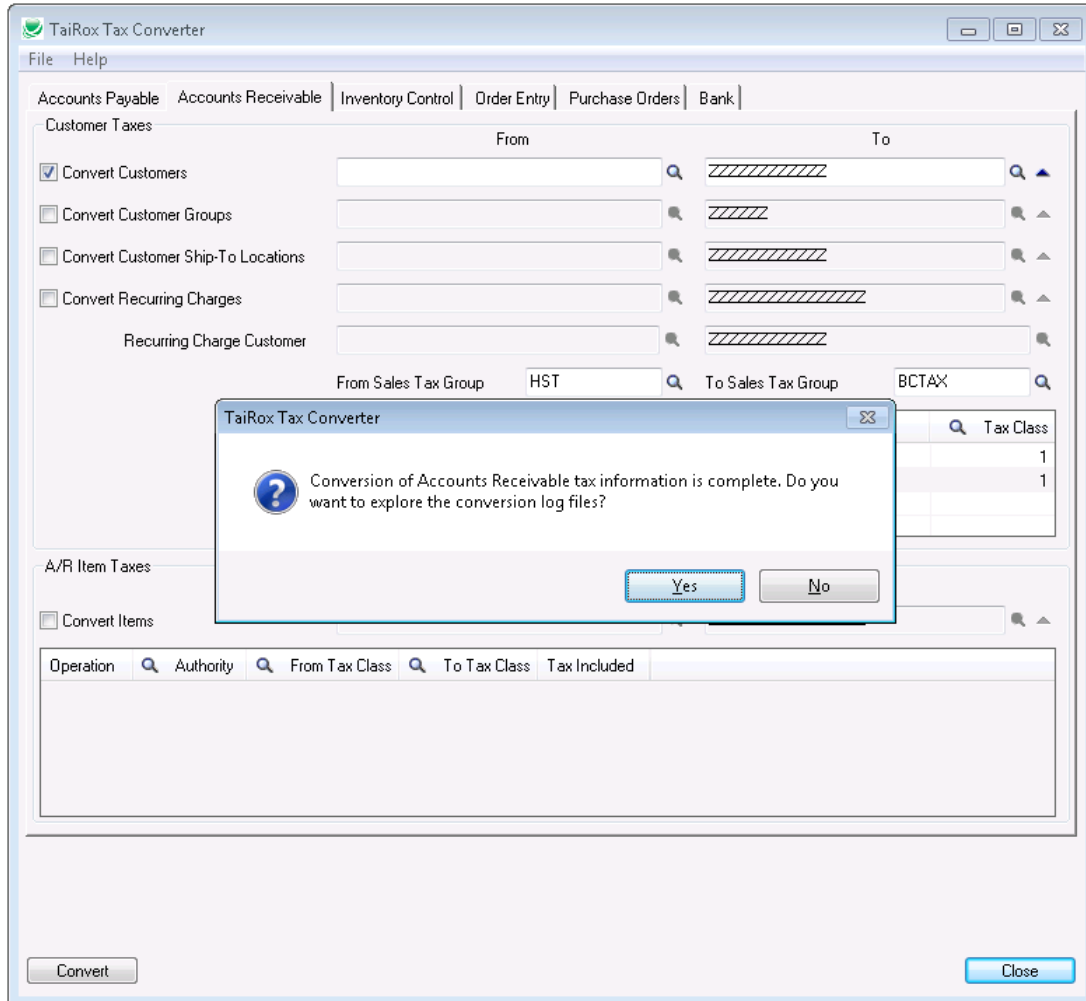 TaiRox Tax Converter
File Help
Accounts Payable Accounts Receivable Inventory Control Order Entry Purchase Orders Bank
Customer Taxes
From To
Convert Customers ZZZZZZZZZZZZ
Convert Customer Groups ZZZZZZ
Convert Customer Ship-To Locations ZZZZZZZZZZZZ
Convert Recurring Charges ZZZZZZZZZZZZZZZZ
Recurring Charge Customer ZZZZZZZZZZZZ
From Sales Tax Group HST To Sales Tax Group BCTAX
TaiRox Tax Converter
Tax Class
1
Conversion of Accounts Receivable tax information is complete. Do you
1
want to explore the conversion log files?
A/R Item Taxes
Yes No
Convert Items
Operation Authority From Tax Class To Tax Class Tax Included
Convert Close